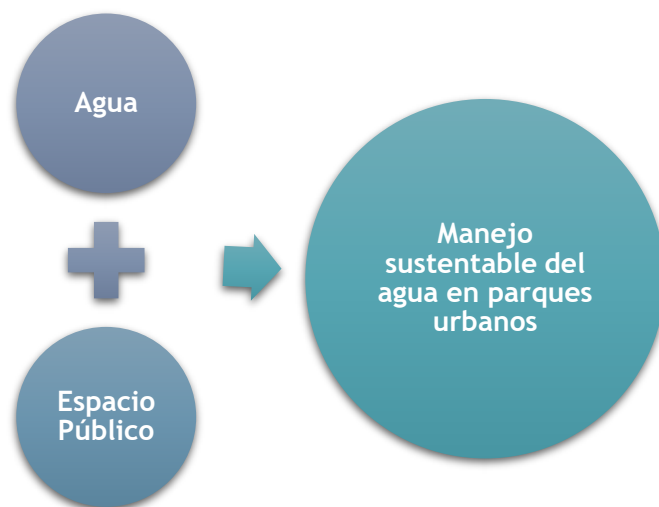 Agua
Espacio
Público
Manejo
sustentable del
agua en parques
urbanos